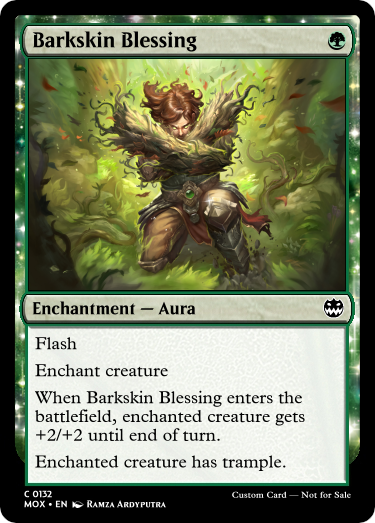 Barkskin Blessing
Enchantment — Aura
Flash
Enchant creature
When Barkskin Blessing enters the
battlefield, enchanted creature gets
+2/+2 until end of turn.
Enchanted creature has trample.
C 0132
MOX • EN Ramza Ardyputra
Custom Card — Not for Sale